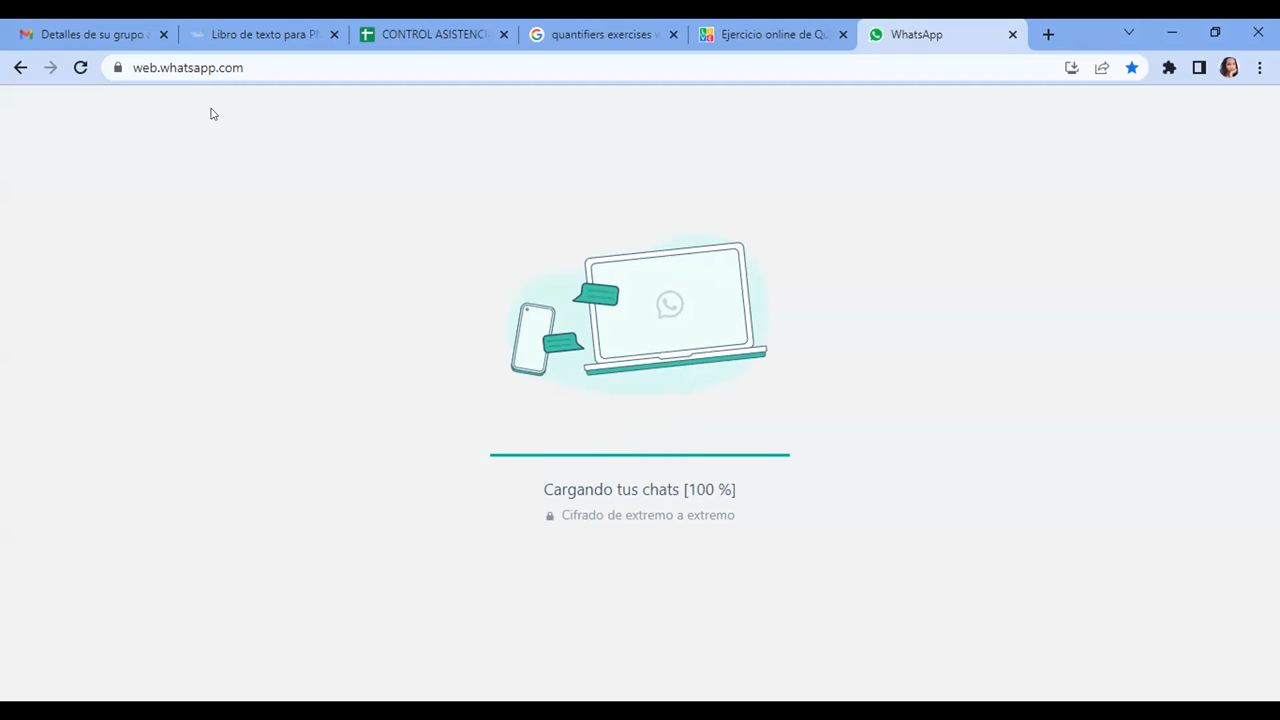 Detalles de su grupo
Libro de texto para
CONTROL ASISTENCI
quantifiers exercises
Ejercicio online de Qu
WhatsApp
web.whatsapp.com
Cargando tus chats [100 %]
Cifrado de extremo a extremo